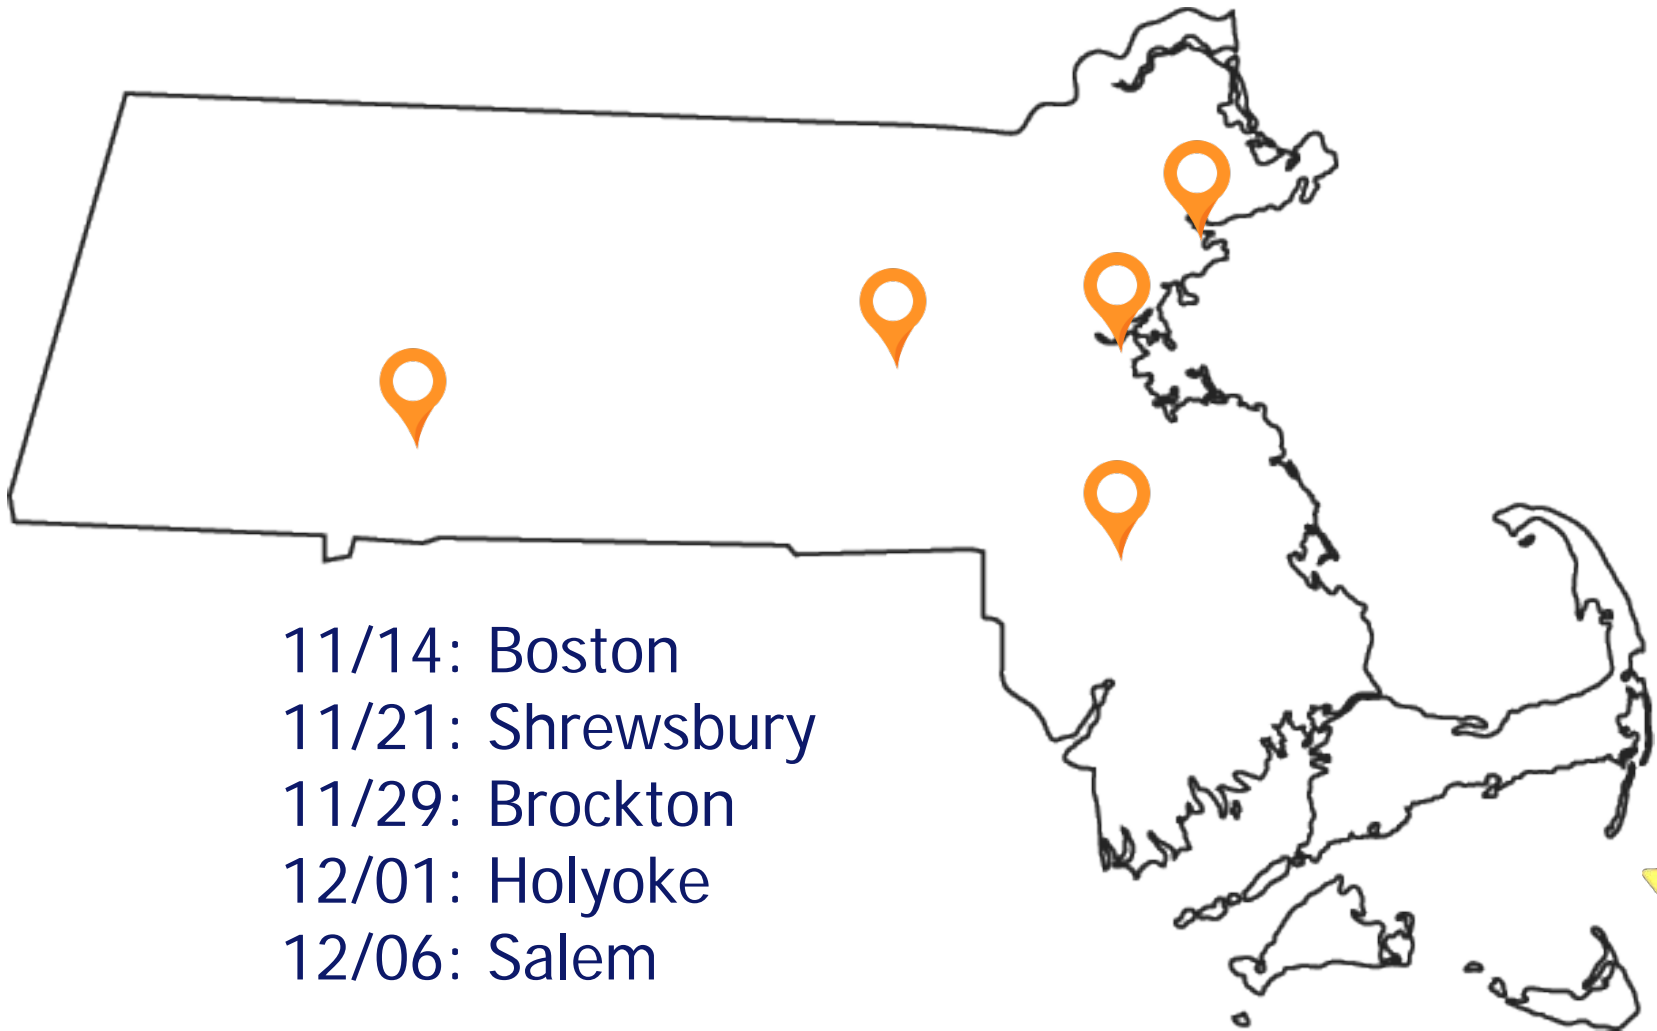 11/14: Boston
11/21: Shrewsbury
11/29: Brockton
12/01: Holyoke
12/06: Salem